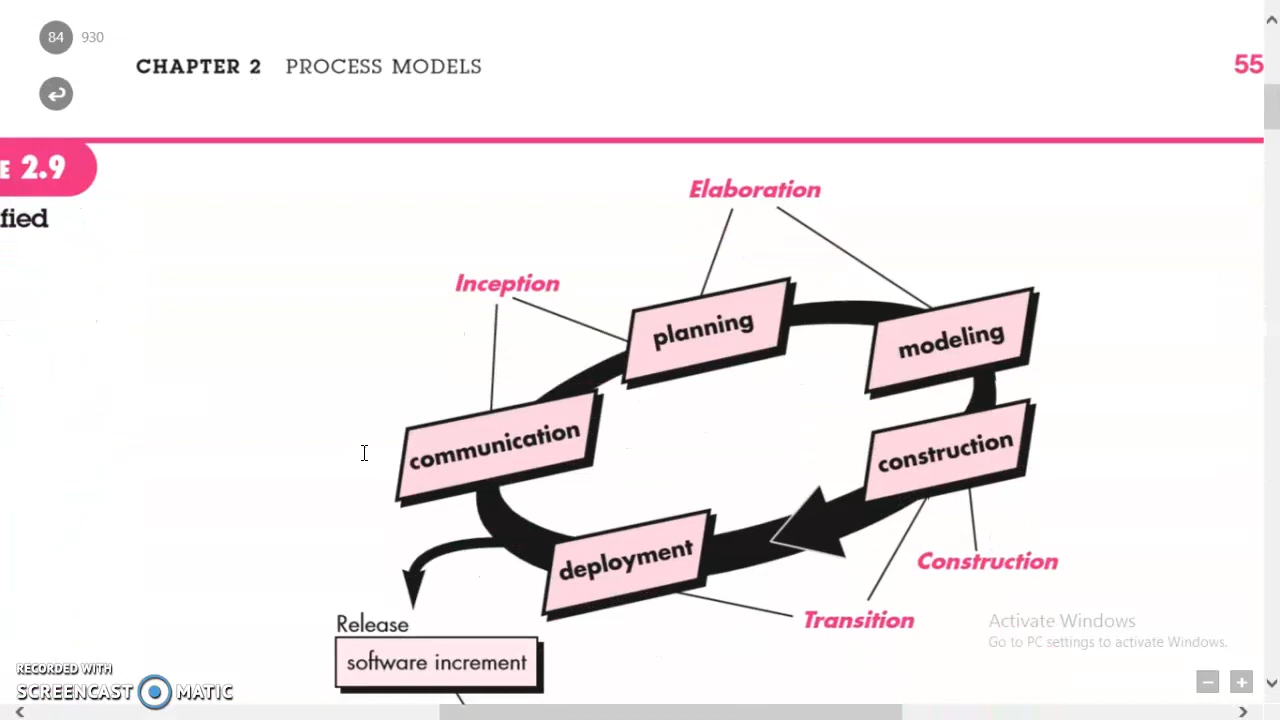 84 930
CHAPTER 2 PROCESS MODELS
55
E 2.9
fied
Elaboration
Inception
planning
modeling
communication
construction
deployment
Construction
Transition
Release
software increment
Activate Windows
Go to PC settings to activate Windows.
RECORDED WITH
SCREENCAST MATIC